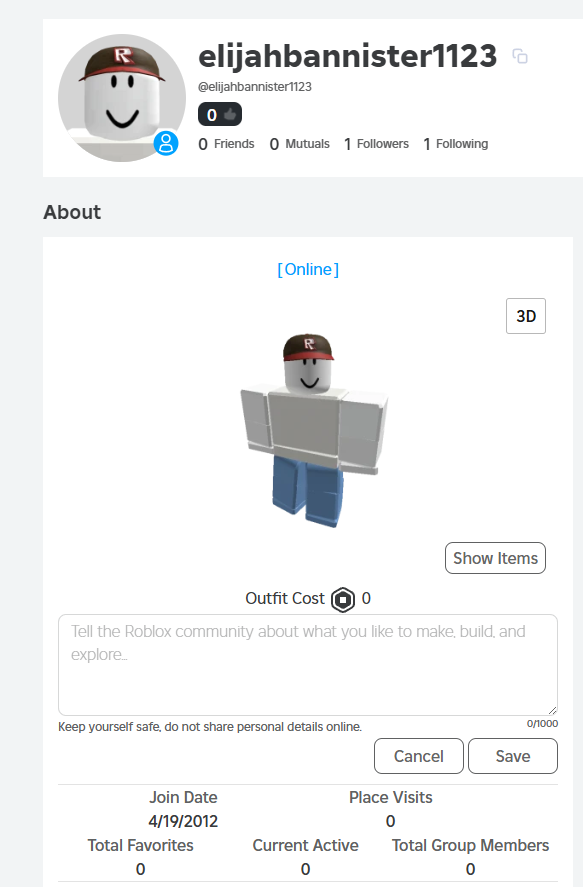 R
elijahbannister1123
@elijahbannister1123
0
0 Friends 0 Mutuals 1 Followers 1 Following
About
[Online]
3D
R
Show Items
Outfit Cost 0
Tell the Roblox community about what you like to make, build, and
explore...
Keep yourself safe, do not share personal details online.
0/1000
Cancel Save
Join Date Place Visits
4/19/2012 0
Total Favorites Current Active Total Group Members
0 0 0